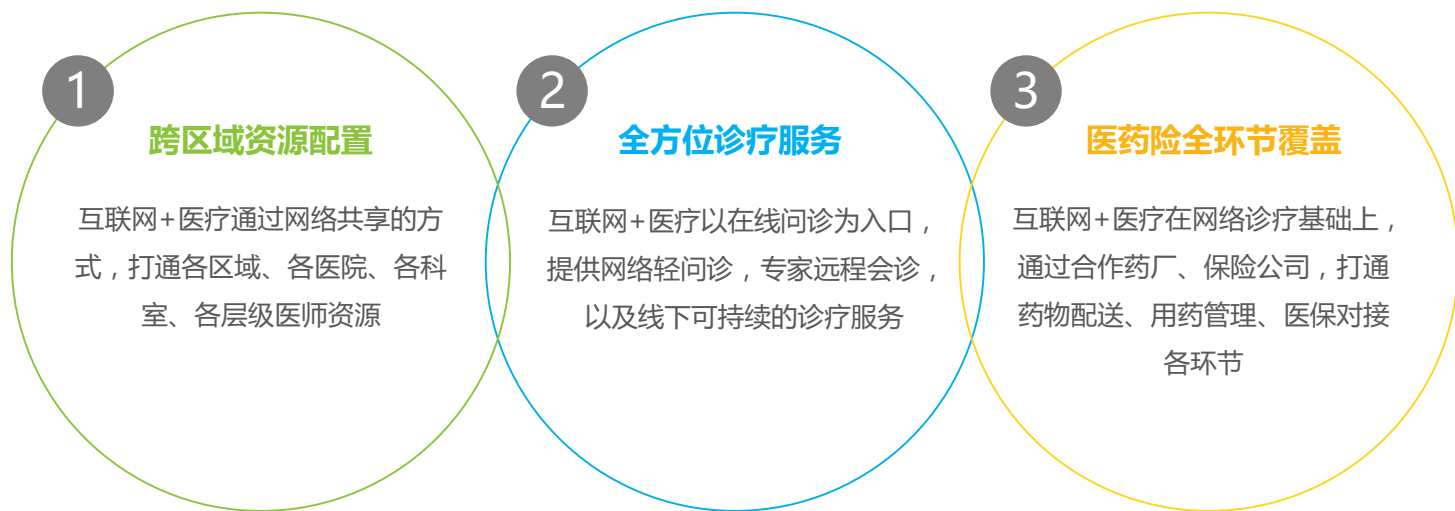 1
跨区域资源配置
互联网+医疗通过网络共享的方
式，打通各区域、各医院、各科
室、各层级医师资源
2
全方位诊疗服务
互联网+医疗以在线问诊为入口，
提供网络轻问诊，专家远程会诊，
以及线下可持续的诊疗服务
3
医药险全环节覆盖
互联网+医疗在网络诊疗基础上，
通过合作药厂、保险公司，打通
药物配送、用药管理、医保对接
各环节